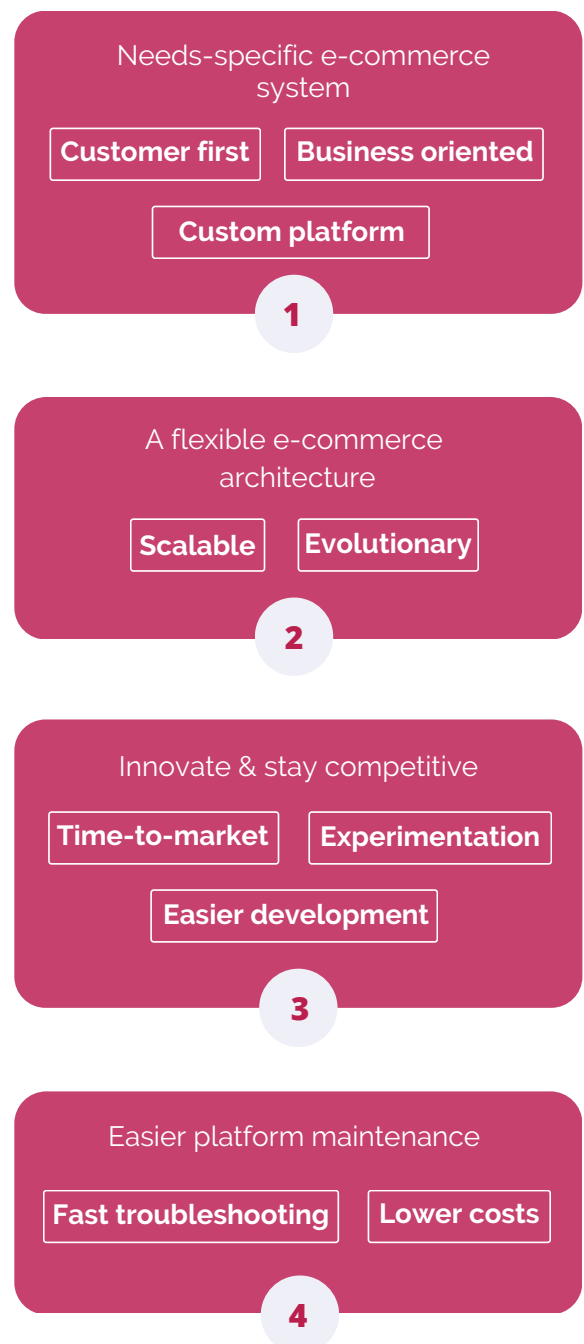 Needs-specific e-commerce
system
Customer first
Business oriented
Custom platform
1
A flexible e-commerce
architecture
Scalable
Evolutionary
2
Innovate & stay competitive
Time-to-market
Experimentation
Easier development
3
Easier platform maintenance
Fast troubleshooting
Lower costs
4